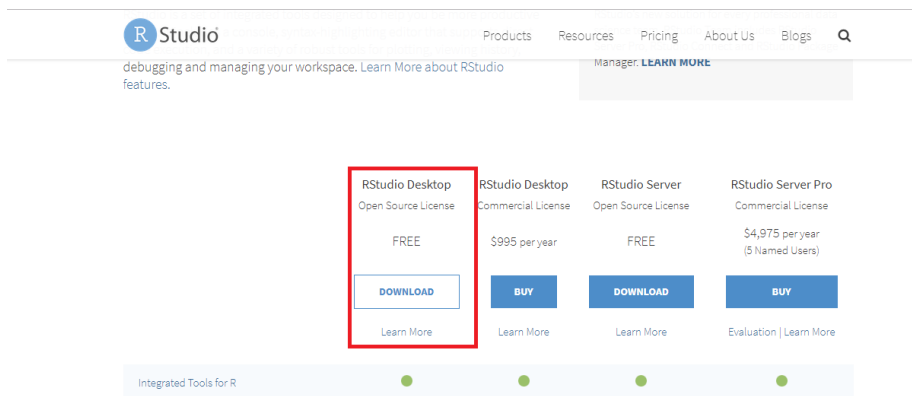 R Studio
Products Resources Pricing About Us Blogs
debugging and managing your workspace. Learn More about RStudio
features.
Manager. LEARN MORE
RStudio Desktop RStudio Desktop RStudio Server RStudio Server Pro
Open Source License Commercial License Open Source License Commercial License
FREE $995 per year FREE $4,975 per year
(5 Named Users)
DOWNLOAD BUY DOWNLOAD BUY
Learn More Learn More Learn More Evaluation | Learn More
Integrated Tools for R